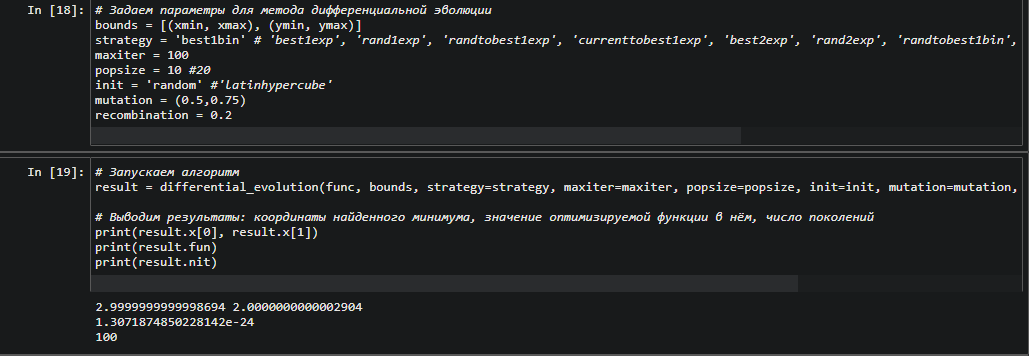 In [18]: # Задаем параметры для метода дифференциальной эволюции
bounds = [(xmin, xmax), (ymin, ymax)]
strategy = 'best1bin' # 'best1exp', 'rand1exp', 'randtobest1exp', 'currenttobest1exp', 'best2exp', 'rand2exp', 'randtobest1bin',
maxiter = 100
popsize = 10 #20
init = 'random' #'latinhypercube'
mutation = (0.5,0.75)
recombination = 0.2
In [19]: # Запускаем алгоритм
result = differential_evolution(func, bounds, strategy=strategy, maxiter=maxiter, popsize=popsize, init=init, mutation=mutation,
# Выводим результаты: координаты найденного минимума, значение оптимизируемой функции в нём, число поколений
print(result.x[0], result.x[1])
print(result.fun)
print(result.nit)
2.9999999999998694 2.0000000000002904
1.3071874850228142e-24
100